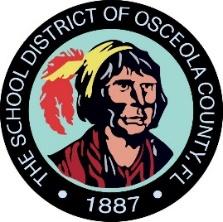 THE SCHOOL DISTRICT OF OSCEOLA COUNTY, FL
• 1887 •